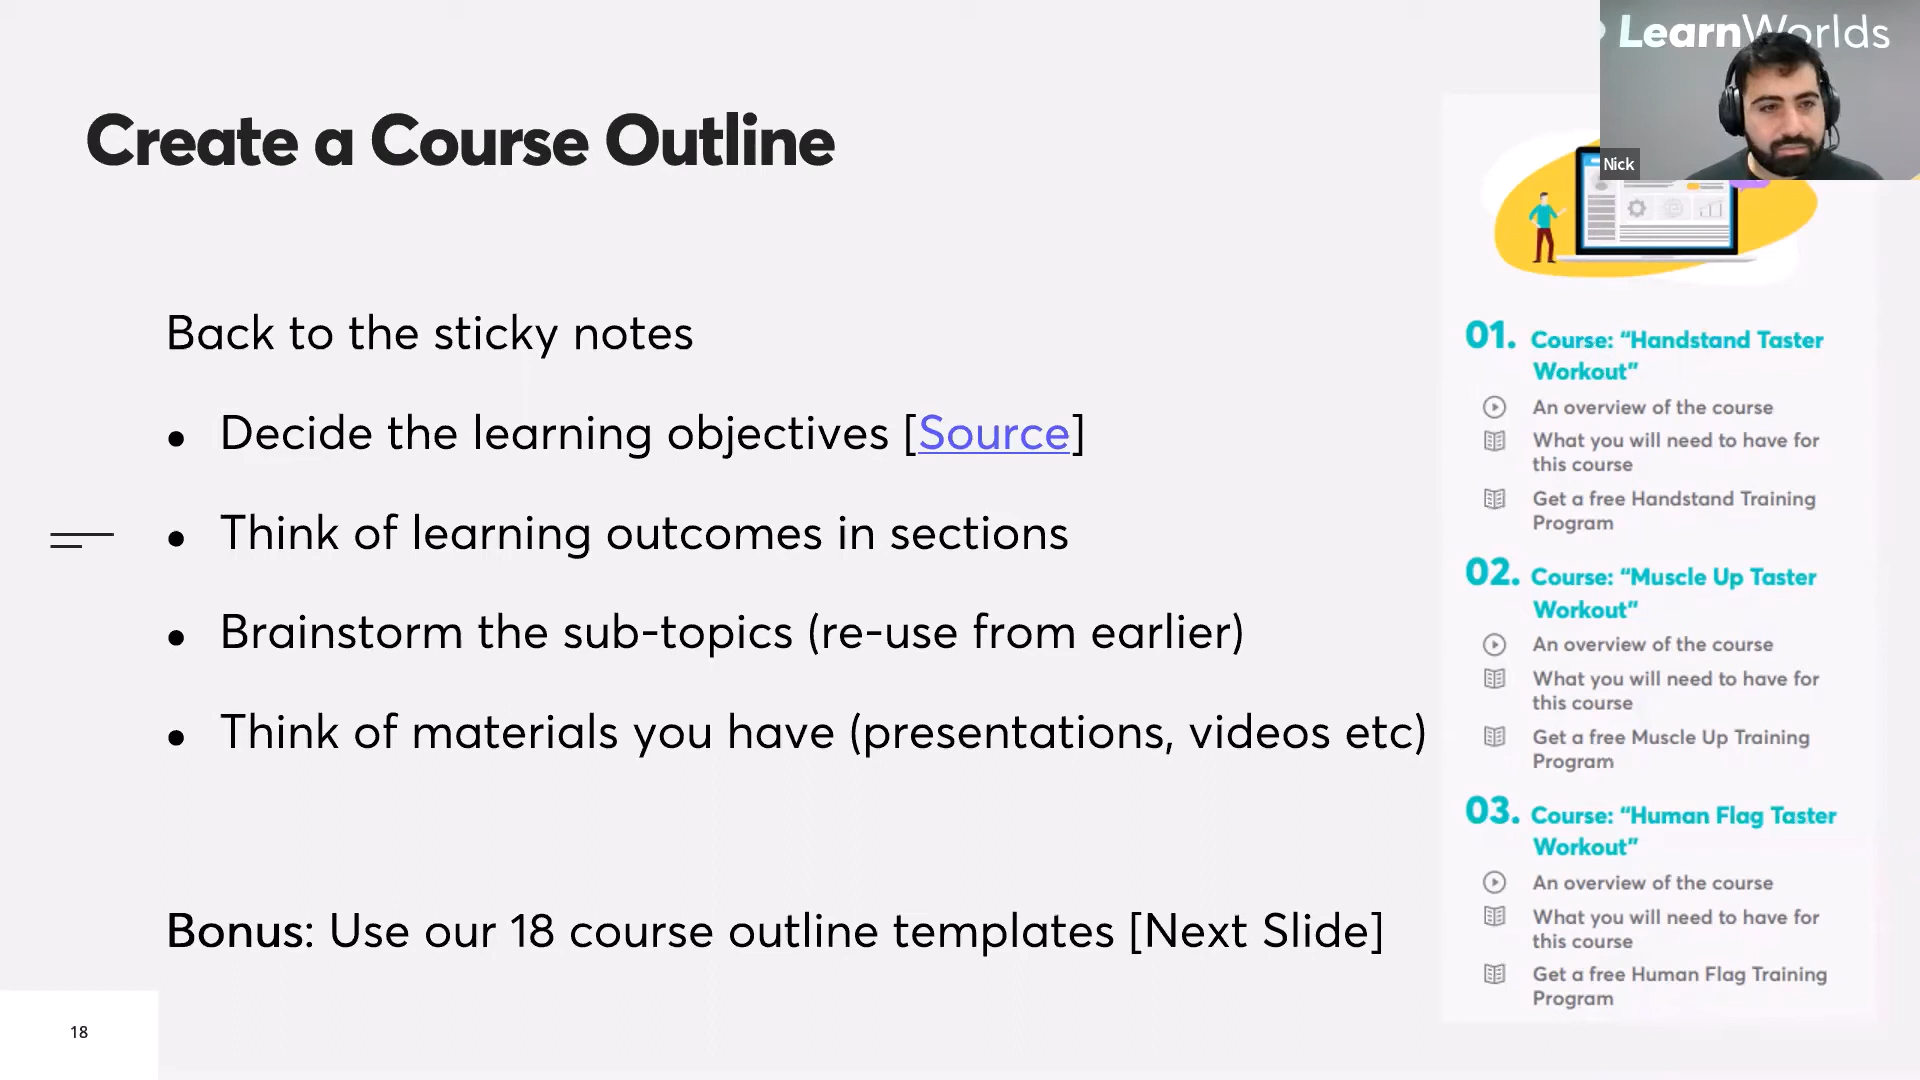 LearnWorlds
Nick
Create a Course Outline
Back to the sticky notes
• Decide the learning objectives [Source]
• Think of learning outcomes in sections
• Brainstorm the sub-topics (re-use from earlier)
• Think of materials you have (presentations, videos etc)
Bonus: Use our 18 course outline templates [Next Slide]
18
01. Course: “Handstand Taster
Workout”
An overview of the course
What you will need to have for
this course
Get a free Handstand Training
Program
02. Course: “Muscle Up Taster
Workout”
An overview of the course
What you will need to have for
this course
Get a free Muscle Up Training
Program
03. Course: “Human Flag Taster
Workout”
An overview of the course
What you will need to have for
this course
Get a free Human Flag Training
Program